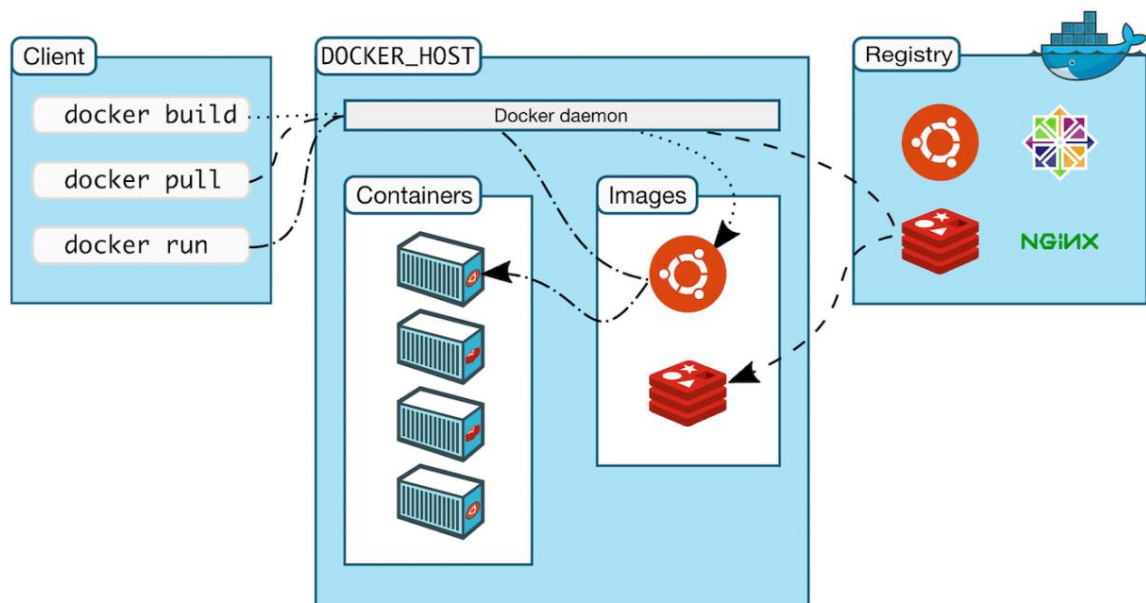 Client
docker build
docker pull
docker run
DOCKER_HOST
Docker daemon
Containers
Images
Registry
NGINX